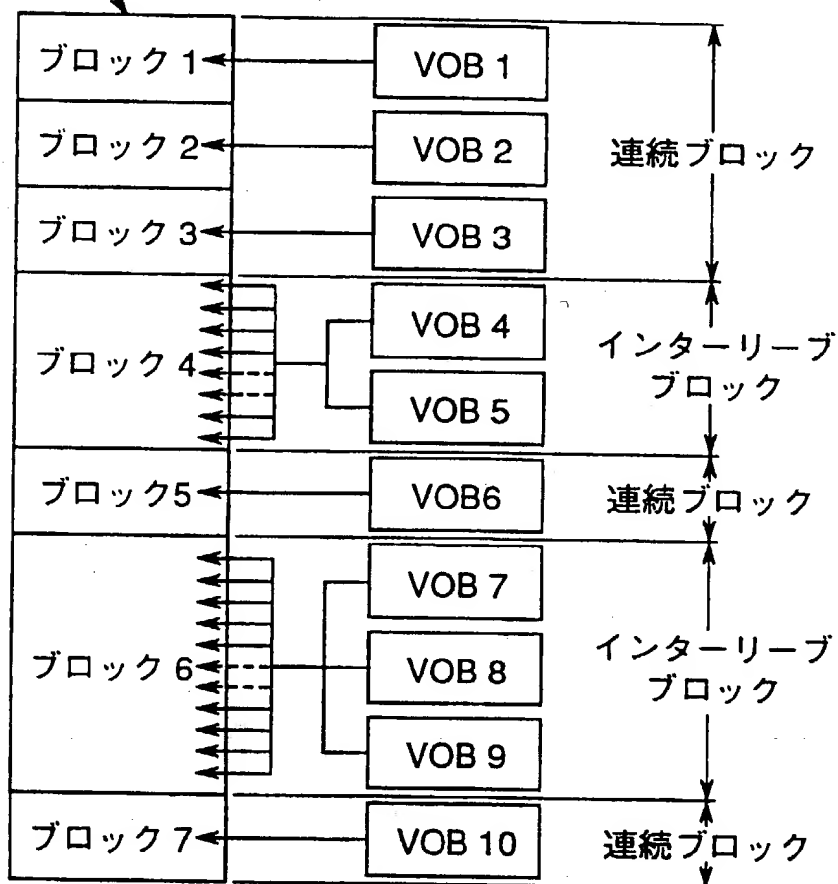 ブロック 1
VOB 1
ブロック 2
VOB 2
連続ブロック
ブロック 3
VOB 3
ブロック 4
VOB 4
VOB 5
インターリーブ
ブロック
ブロック5
VOB6
連続ブロック
ブロック 6
VOB 7
VOB 8
VOB 9
インターリーブ
ブロック
ブロック 7
VOB 10
連続ブロック